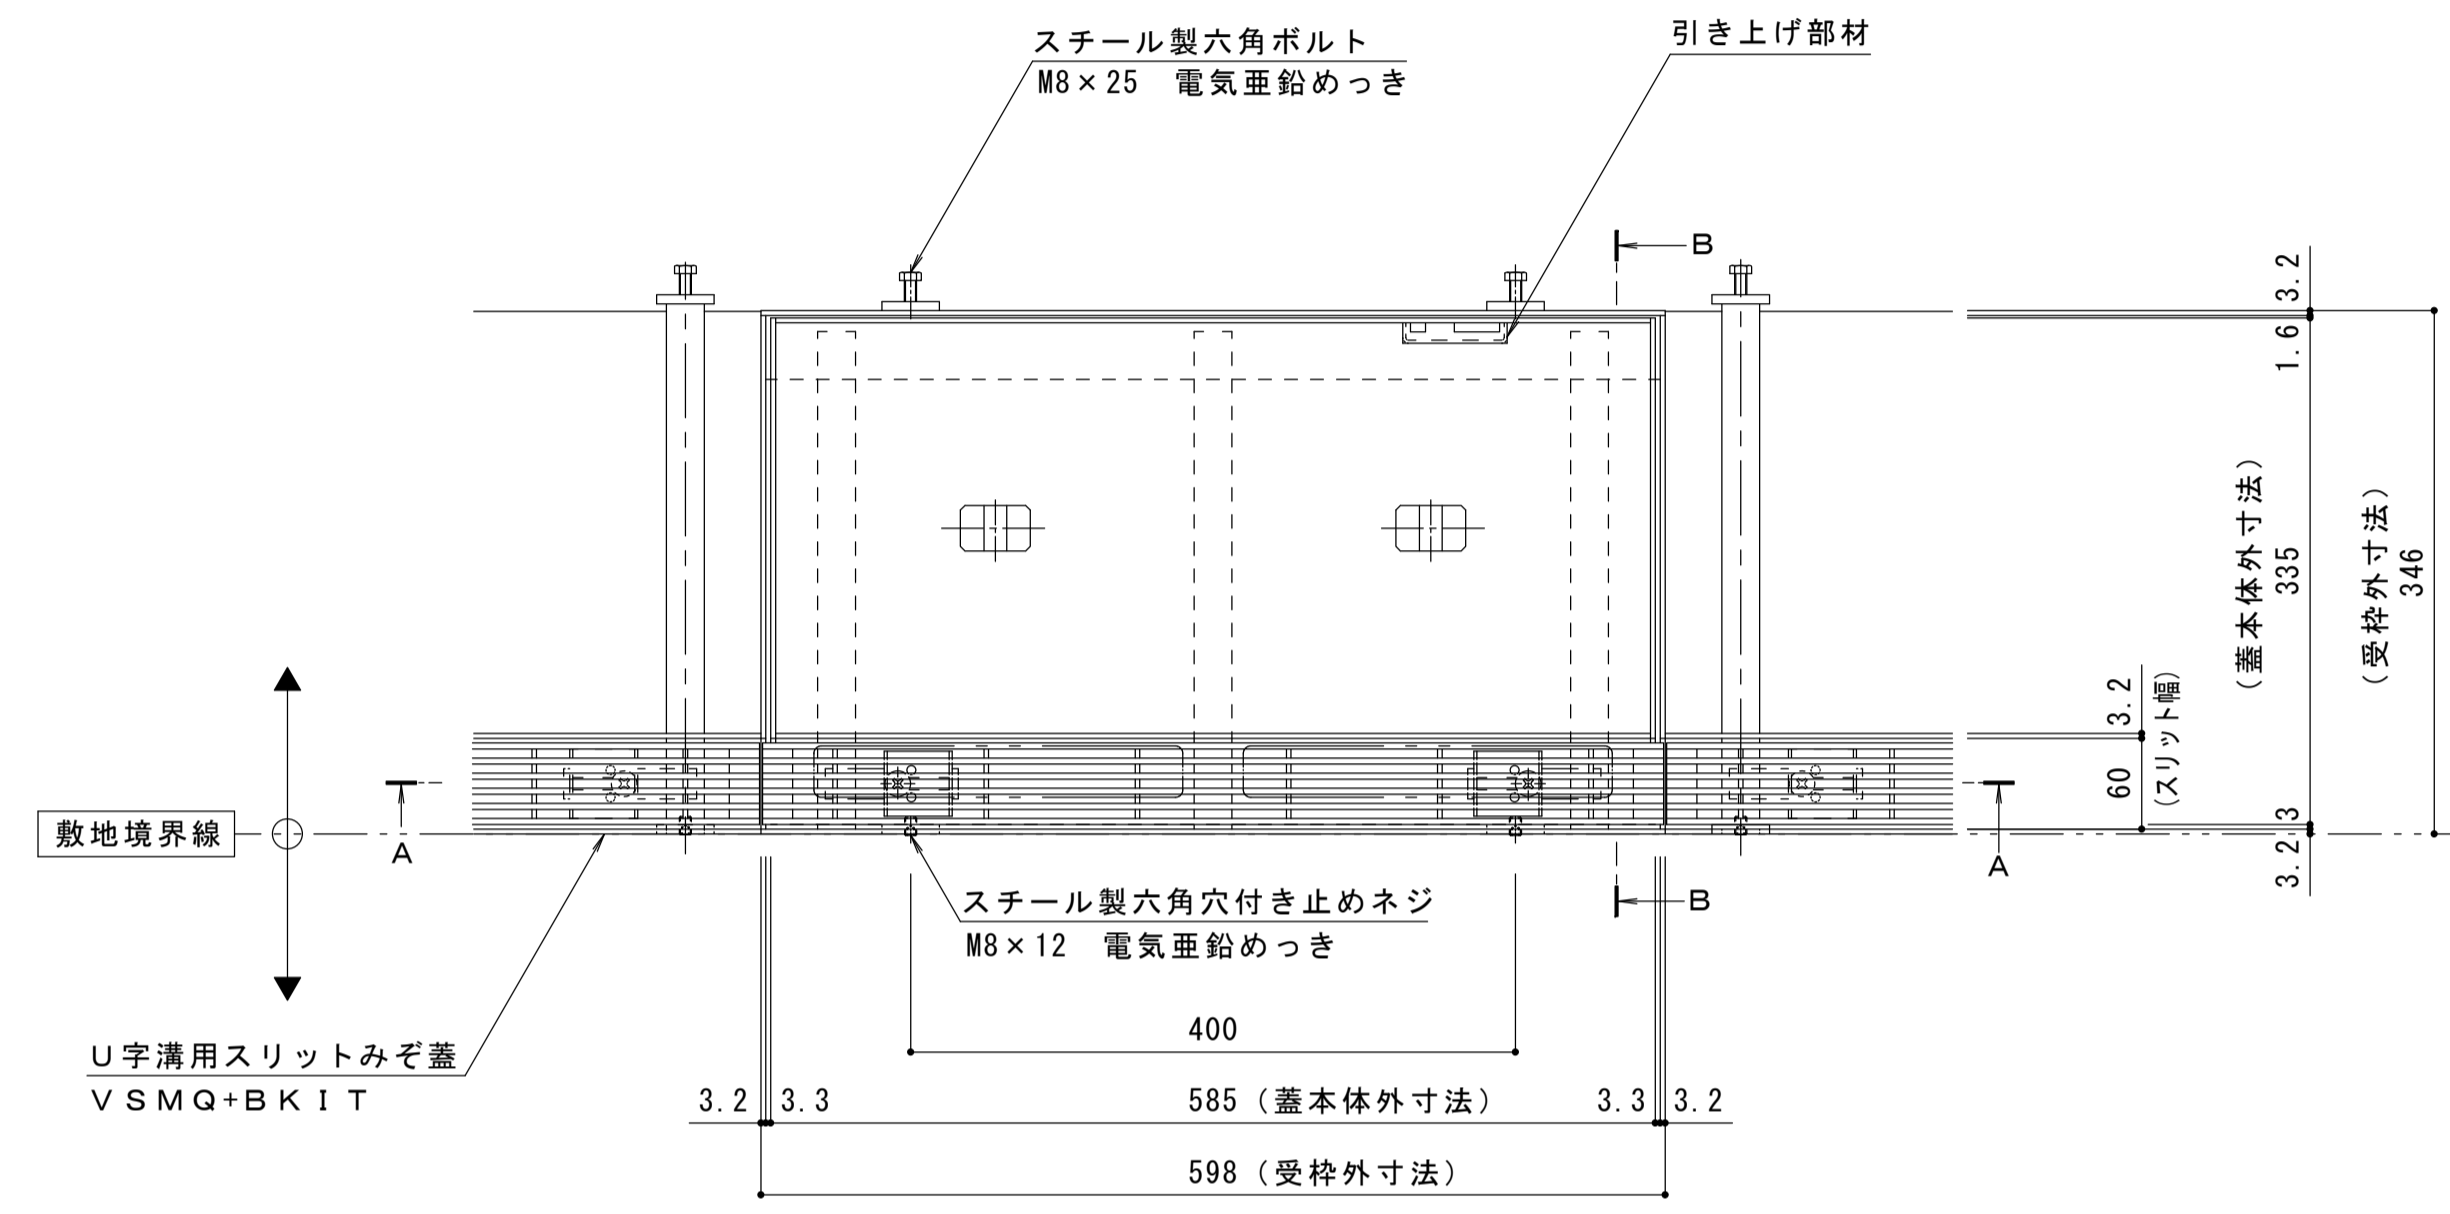 スチール製六角ボルト
M8×25 電気亜鉛めっき
引き上げ部材
B
3.2
1.6
(蓋本体外寸法)
335
(受枠外寸法)
346
3.2
60
(スリット幅)
3
3.2
敷地境界線
A
A
スチール製六角穴付き止めネジ
M8×12 電気亜鉛めっき
B
400
U字溝用スリットみぞ蓋
VSMQ+BKIT
3.2
3.3
585(蓋本体外寸法)
3.3
3.2
598(受枠外寸法)